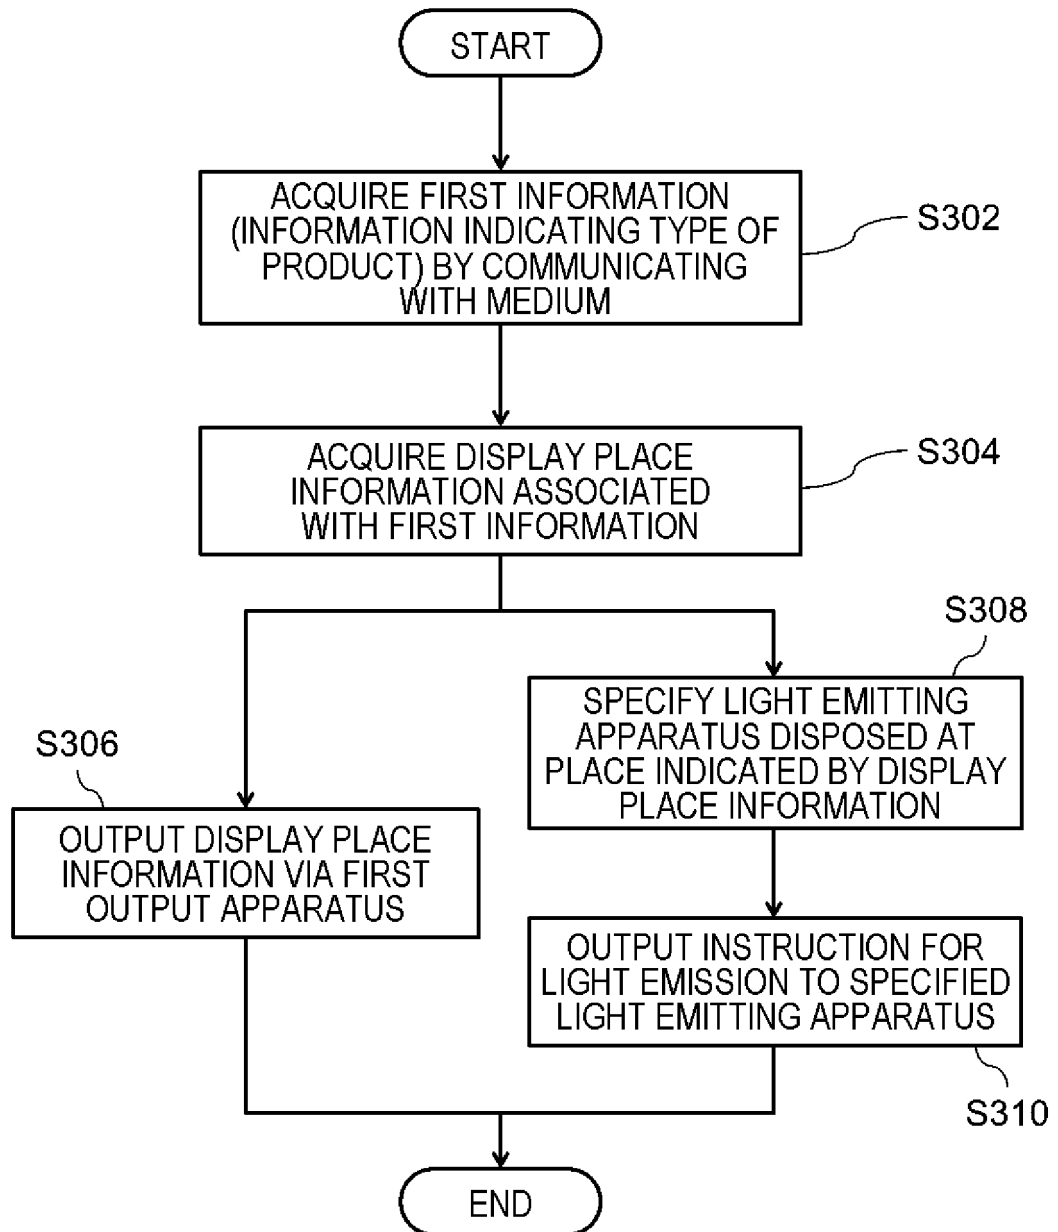 START
ACQUIRE FIRST INFORMATION
(INFORMATION INDICATING TYPE OF
PRODUCT) BY COMMUNICATING
WITH MEDIUM
S302
ACQUIRE DISPLAY PLACE
INFORMATION ASSOCIATED
WITH FIRST INFORMATION
S304
S306
OUTPUT DISPLAY PLACE
INFORMATION VIA FIRST
OUTPUT APPARATUS
S308
SPECIFY LIGHT EMITTING
APPARATUS DISPOSED AT
PLACE INDICATED BY DISPLAY
PLACE INFORMATION
OUTPUT INSTRUCTION FOR
LIGHT EMISSION TO SPECIFIED
LIGHT EMITTING APPARATUS
S310
END